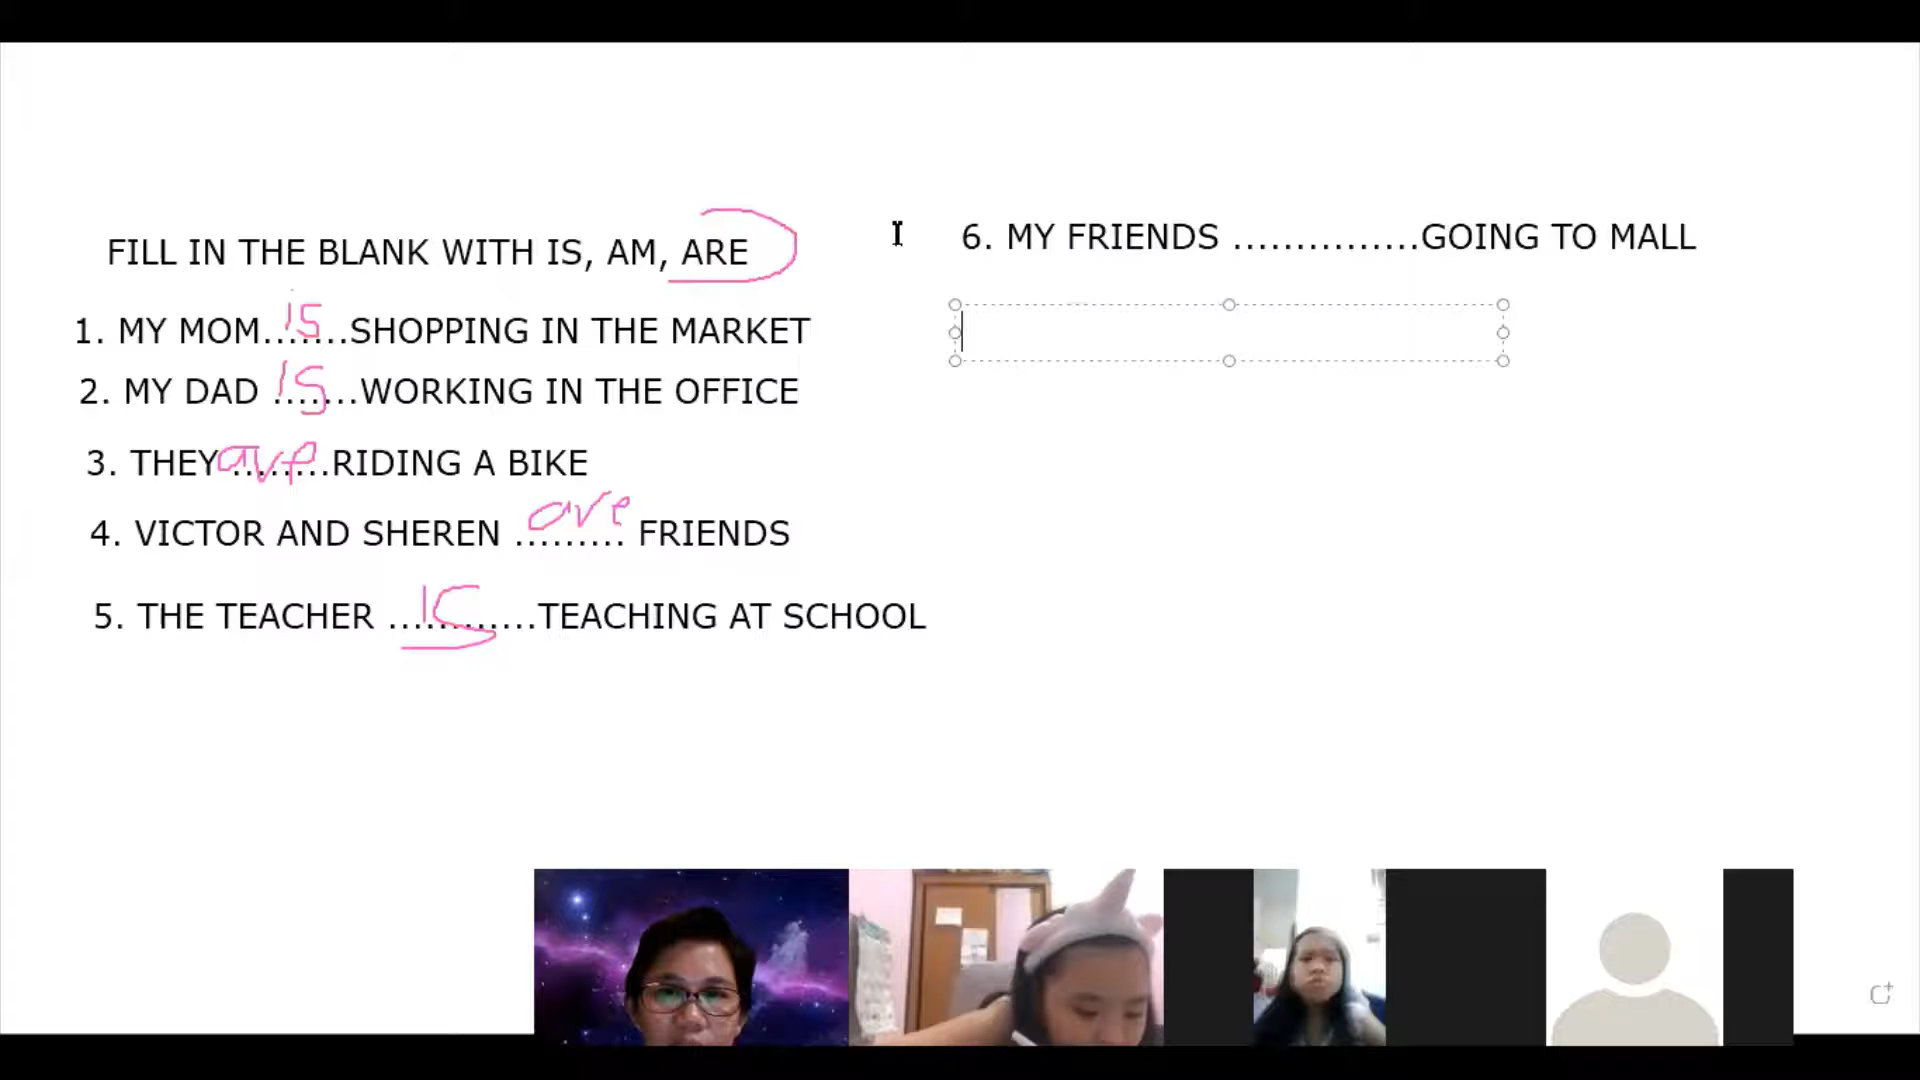 FILL IN THE BLANK WITH IS, AM, ARE
1. MY MOM..is.....SHOPPING IN THE MARKET
2. MY DAD ..is.....WORKING IN THE OFFICE
3. THEY are........RIDING A BIKE
4. VICTOR AND SHEREN ...are...... FRIENDS
5. THE TEACHER ...is.........TEACHING AT SCHOOL
6. MY FRIENDS ...............GOING TO MALL